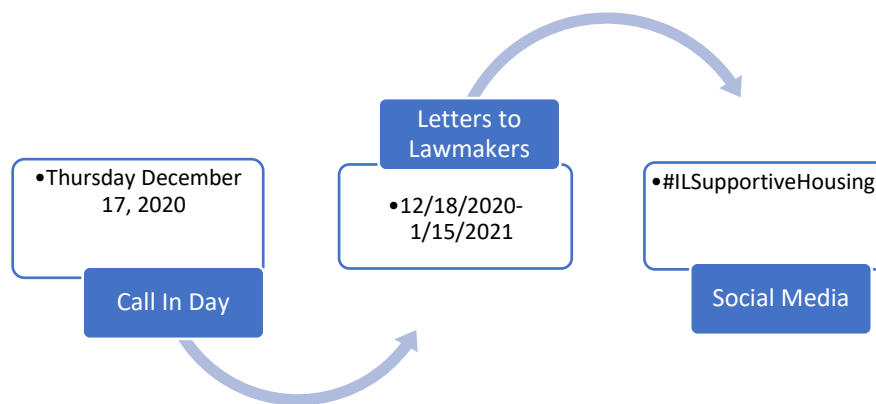 •Thursday December
17, 2020
Call In Day
Letters to
Lawmakers
•12/18/2020-
1/15/2021
•#ILSupportiveHousing
Social Media